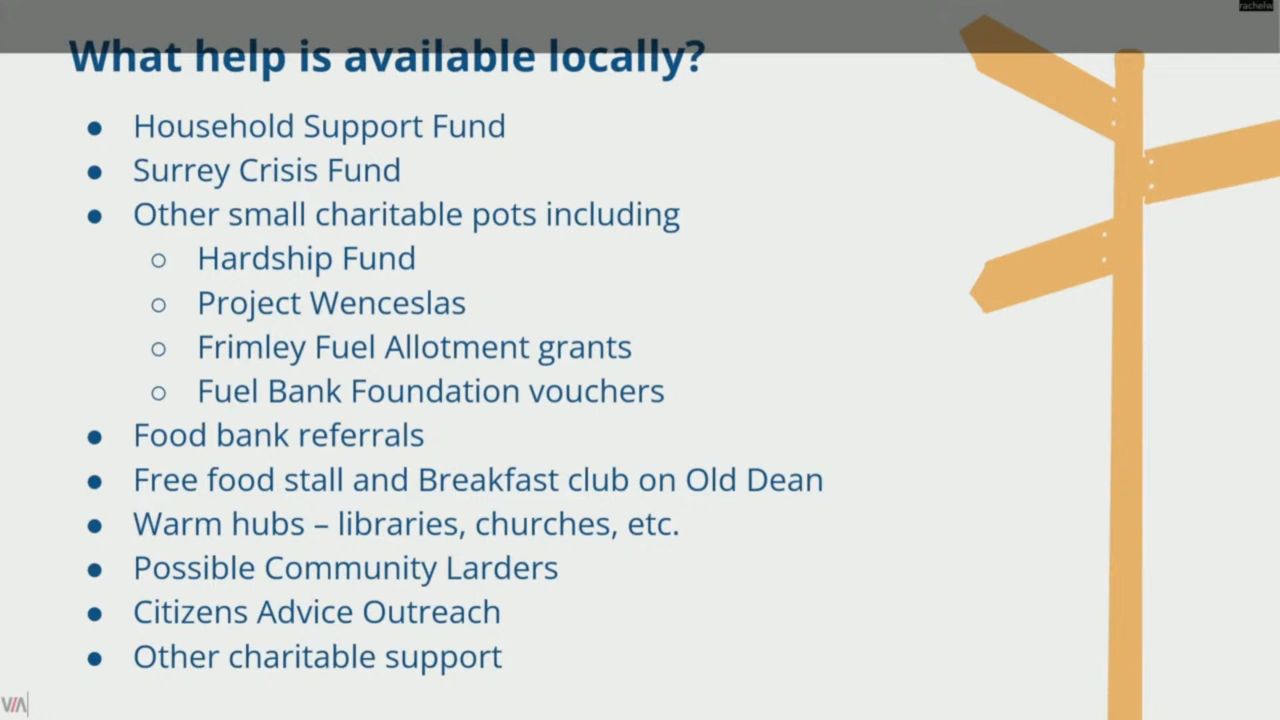 rachelw
What help is available locally?
● Household Support Fund
● Surrey Crisis Fund
● Other small charitable pots including
○ Hardship Fund
○ Project Wenceslas
○ Frimley Fuel Allotment grants
○ Fuel Bank Foundation vouchers
● Food bank referrals
● Free food stall and Breakfast club on Old Dean
● Warm hubs – libraries, churches, etc.
● Possible Community Larders
● Citizens Advice Outreach
● Other charitable support
VIA